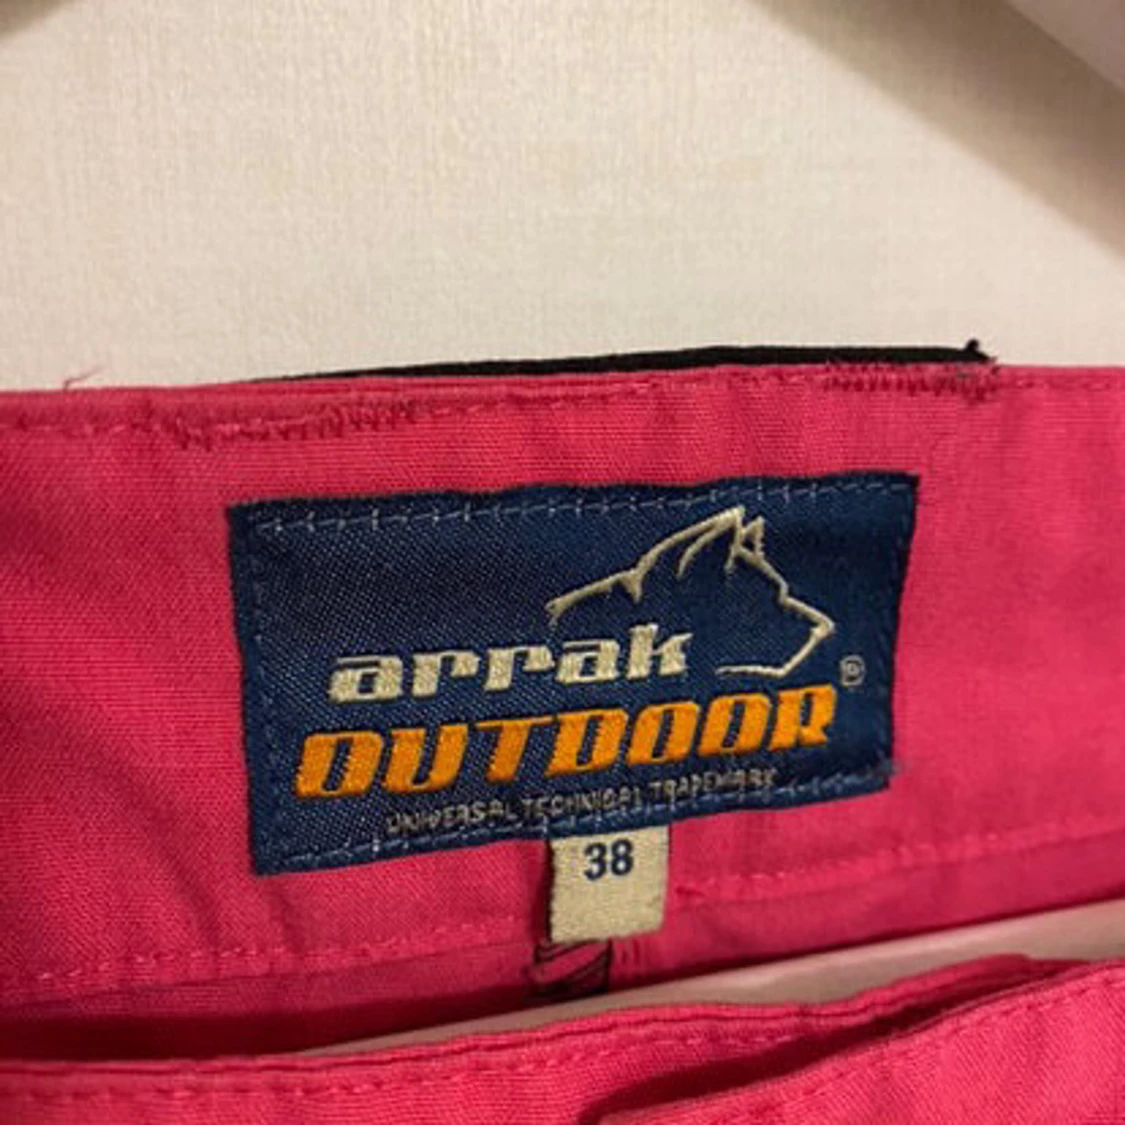 arrak
OUTDOOR
UNIVERSAL TECHNICAL TRADEMARK
38